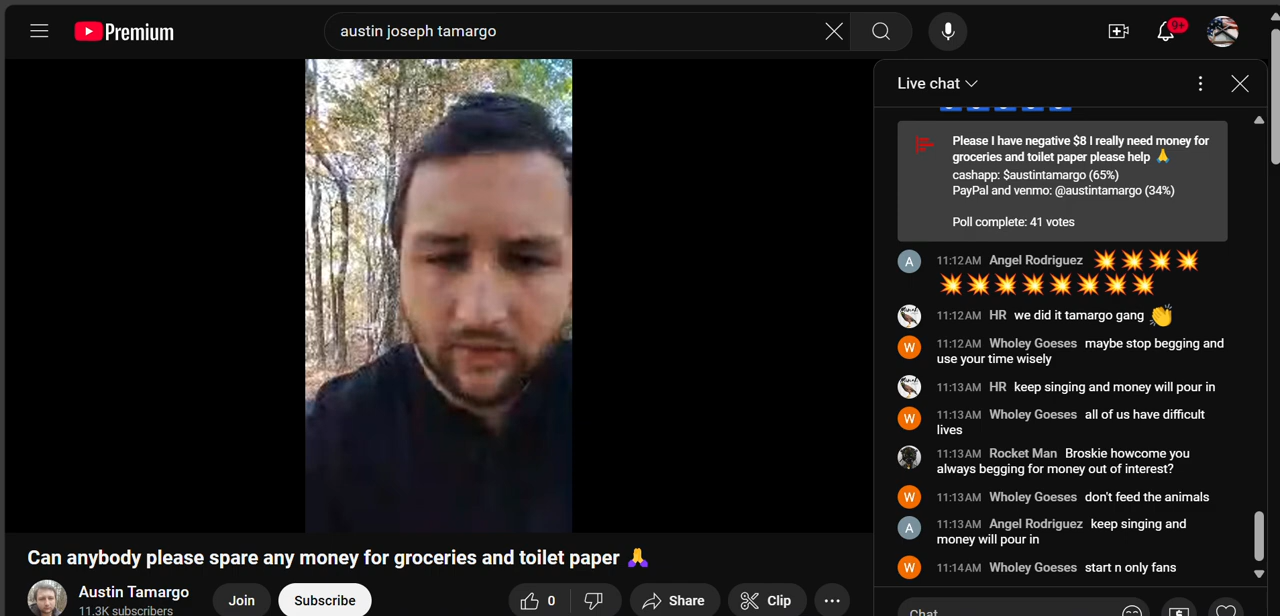 Premium
austin joseph tamargo
9+
Live chat
Please I have negative $8 I really need money for
groceries and toilet paper please help 🙏
cashapp: $austintamargo (65%)
PayPal and venmo: @austintamargo (34%)
Poll complete: 41 votes
A 11:12 AM Angel Rodriguez 💥💥💥💥
💥💥💥💥💥💥💥💥
11:12 AM HR we did it tamargo gang 👏
W 11:12 AM Wholey Goeses maybe stop begging and
use your time wisely
11:13 AM HR keep singing and money will pour in
W 11:13 AM Wholey Goeses all of us have difficult
lives
11:13 AM Rocket Man Broskie howcome you
always begging for money out of interest?
W 11:13 AM Wholey Goeses don't feed the animals
A 11:13 AM Angel Rodriguez keep singing and
money will pour in
W 11:14 AM Wholey Goeses start n only fans
Chat
Can anybody please spare any money for groceries and toilet paper 🙏
Austin Tamargo
11.3K subscribers
Join
Subscribe
0
Share
Clip